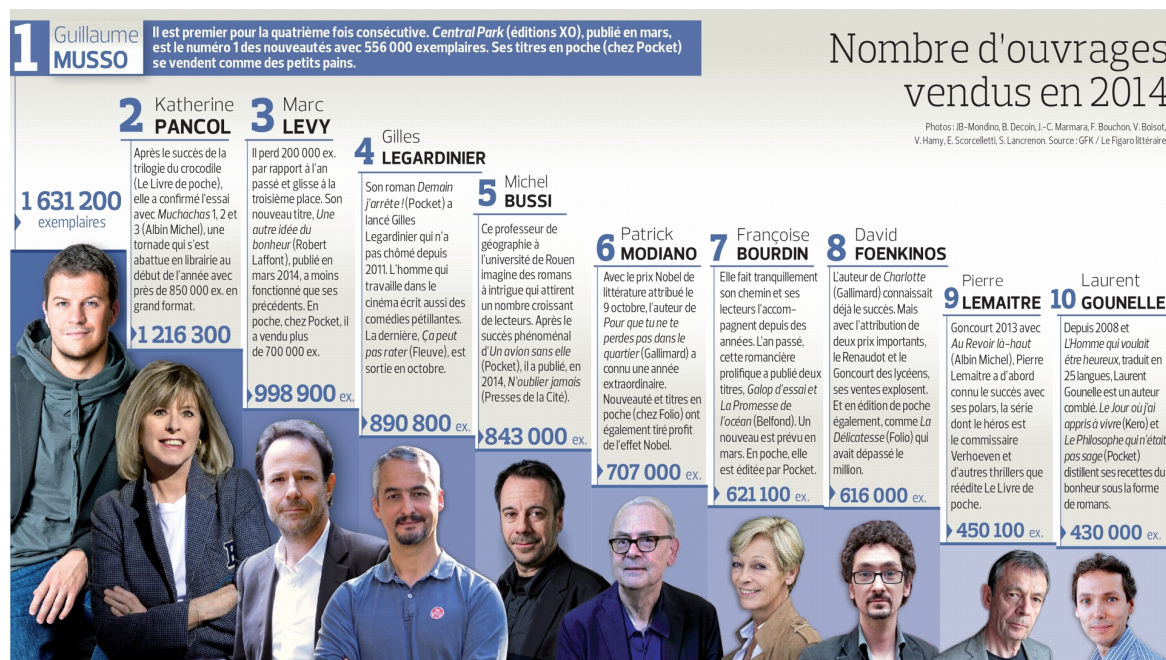 1 Guillaume
MUSSO
Il est premier pour la quatrième fois consécutive. Central Park (éditions XO), publié en mars,
est le numéro 1 des nouveautés avec 556 000 exemplaires. Ses titres en poche (chez Pocket)
se vendent comme des petits pains.
1 631 200
exemplaires
Nombre d'ouvrages
vendus en 2014
Photos : JB-Mondino, B. Decoin, J.-C. Marmara, F. Bouchon, V. Boisot,
V. Hamy, E. Scorcelletti, S. Lancrenon. Source : GFK / Le Figaro littéraire
2 Katherine
PANCOL
Après le succès de la
trilogie du crocodile
(Le Livre de poche),
elle a confirmé l'essai
avec Muchachas 1, 2 et
3 (Albin Michel), une
tornade qui s'est
abattue en librairie au
début de l'année avec
près de 850 000 ex. en
grand format.
1 216 300
3 Marc
LEVY
Il perd 200 000 ex.
par rapport à l'an
passé et glisse à la
troisième place. Son
nouveau titre, Une
autre idée du
bonheur (Robert
Laffont), publié en
mars 2014, a moins
fonctionné que ses
précédents. En
poche, chez Pocket, il
a vendu plus
de 700 000 ex.
998 900 ex.
4 Gilles
LEGARDINIER
Son roman Demain
j'arrête ! (Pocket) a
lancé Gilles
Legardinier qui n'a
pas chômé depuis
2011. L'homme qui
travaille dans le
cinéma écrit aussi des
comédies pétillantes.
La dernière, Ça peut
pas rater (Fleuve), est
sortie en octobre.
890 800 ex.
5 Michel
BUSSI
Ce professeur de
géographie à
l'université de Rouen
imagine des romans
à intrigue qui attirent
un nombre croissant
de lecteurs. Après le
succès phénoménal
d'Un avion sans elle
(Pocket), il a publié, en
2014, N'oublier jamais
(Presses de la Cité).
843 000 ex.
6 Patrick
MODIANO
Avec le prix Nobel de
littérature attribué le
9 octobre, l'auteur de
Pour que tu ne te
perdes pas dans le
quartier (Gallimard) a
connu une année
extraordinaire.
Nouveauté et titres en
poche (chez Folio) ont
également tiré profit
de l'effet Nobel.
707 000 ex.
7 Françoise
BOURDIN
Elle fait tranquillement
son chemin et ses
lecteurs l'accom-
pagnent depuis des
années. L'an passé,
cette romancière
prolifique a publié deux
titres, Galop d'essai et
La Promesse de
l'océan (Belfond). Un
nouveau est prévu en
mars. En poche, elle
est éditée par Pocket.
621 100 ex.
8 David
FOENKINOS
L'auteur de Charlotte
(Gallimard) connaissait
déjà le succès. Mais
avec l'attribution de
deux prix importants,
le Renaudot et le
Goncourt des lycéens,
ses ventes explosent.
Et en édition de poche
également, comme La
Délicatesse (Folio) qui
avait dépassé le
million.
616 000 ex.
9 Pierre
LEMAITRE
Goncourt 2013 avec
Au Revoir là-haut
(Albin Michel), Pierre
Lemaitre a d'abord
connu le succès avec
ses polars, la série
dont le héros est
le commissaire
Verhoeven et
d'autres thrillers que
réédite Le Livre de
poche.
450 100 ex.
10 Laurent
GOUNELLE
Depuis 2008 et
L'Homme qui voulait
être heureux, traduit en
25 langues, Laurent
Gounelle est un auteur
comblé. Le Jour où j'ai
appris à vivre (Kero) et
Le Philosophe qui n'était
pas sage (Pocket)
distillent ses recettes du
bonheur sous la forme
de romans.
430 000 ex.